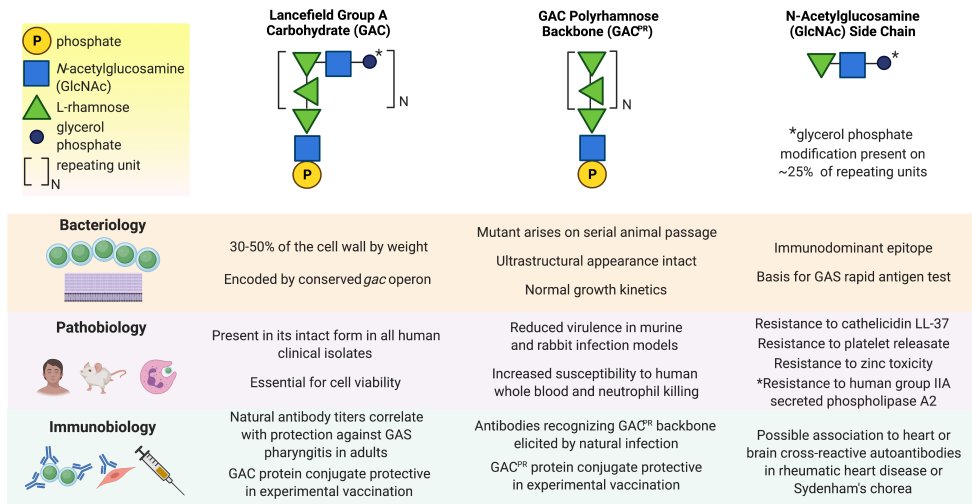 P phosphate
N-acetylglucosamine
(GlcNAc)
L-rhamnose
glycerol
phosphate
repeating unit
N
Lancefield Group A
Carbohydrate (GAC)
*
N
P
GAC Polyrhamnose
Backbone (GACPR)
N
P
N-Acetylglucosamine
(GlcNAc) Side Chain
*
*glycerol phosphate
modification present on
~25% of repeating units
Bacteriology
30-50% of the cell wall by weight
Encoded by conserved gac operon
Mutant arises on serial animal passage
Ultrastructural appearance intact
Normal growth kinetics
Immunodominant epitope
Basis for GAS rapid antigen test
Pathobiology
Present in its intact form in all human
clinical isolates
Essential for cell viability
Reduced virulence in murine
and rabbit infection models
Increased susceptibility to human
whole blood and neutrophil killing
Resistance to cathelicidin LL-37
Resistance to platelet releasate
Resistance to zinc toxicity
*Resistance to human group IIA
secreted phospholipase A2
Immunobiology
Natural antibody titers correlate
with protection against GAS
pharyngitis in adults
GAC protein conjugate protective
in experimental vaccination
Antibodies recognizing GACPR backbone
elicited by natural infection
GACPR protein conjugate protective
in experimental vaccination
Possible association to heart or
brain cross-reactive autoantibodies
in rheumatic heart disease or
Sydenham's chorea